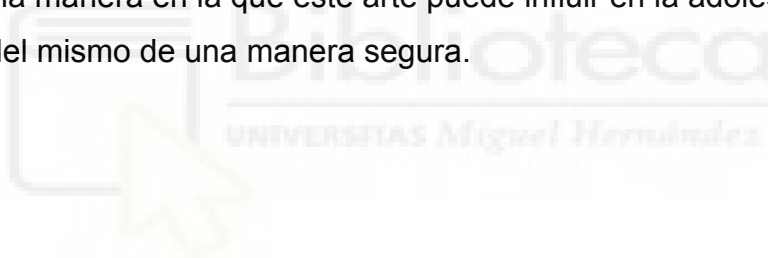 la manera en la que este arte puede influir en la adoles
del mismo de una manera segura.
Biblioteca
UNIVERSITAS Miguel Hernández